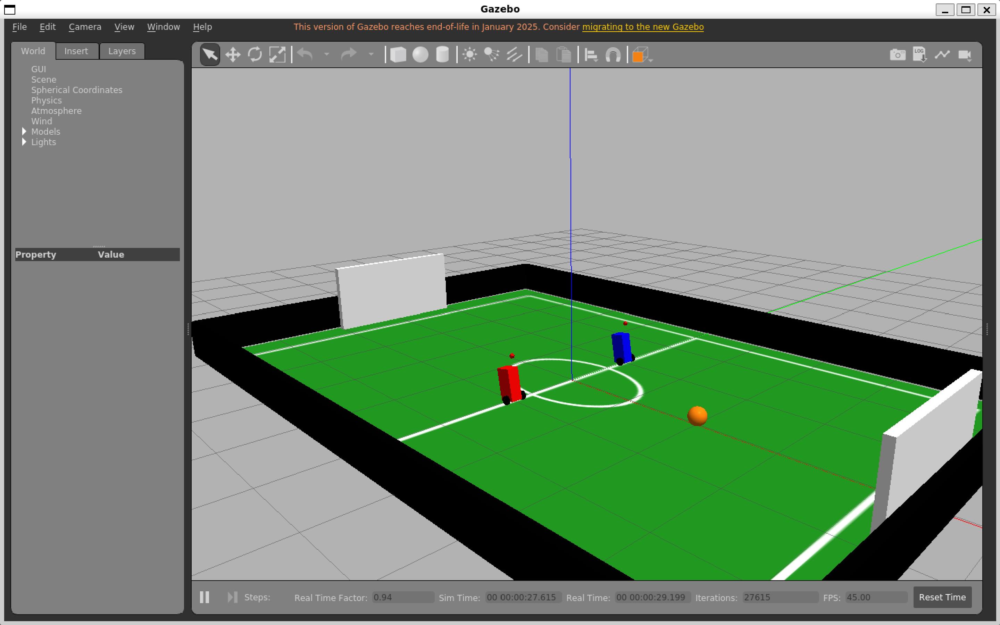 Gazebo
File Edit Camera View Window Help This version of Gazebo reaches end-of-life in January 2025. Consider migrating to the new Gazebo
World Insert Layers
LOG
GUI
Scene
Spherical Coordinates
Physics
Atmosphere
Wind
Models
Lights
Property Value
Steps: Real Time Factor: 0.94 Sim Time: 00 00:00:27.615 Real Time: 00 00:00:29.199 Iterations: 27615 FPS: 45.00 Reset Time